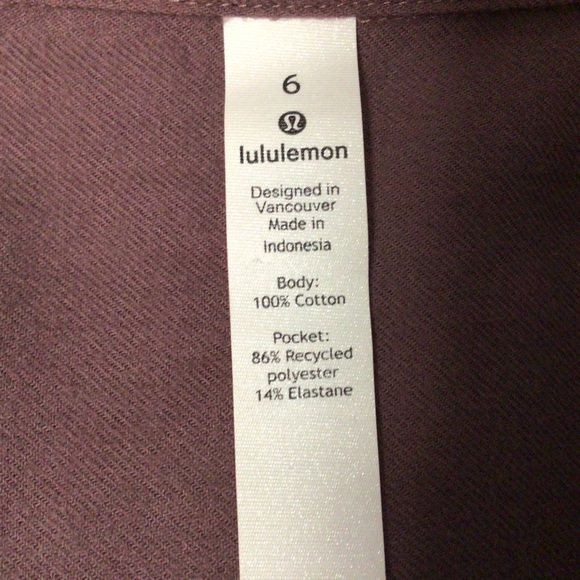 6
lululemon
Designed in
Vancouver
Made in
Indonesia
Body:
100% Cotton
Pocket:
86% Recycled
polyester
14% Elastane